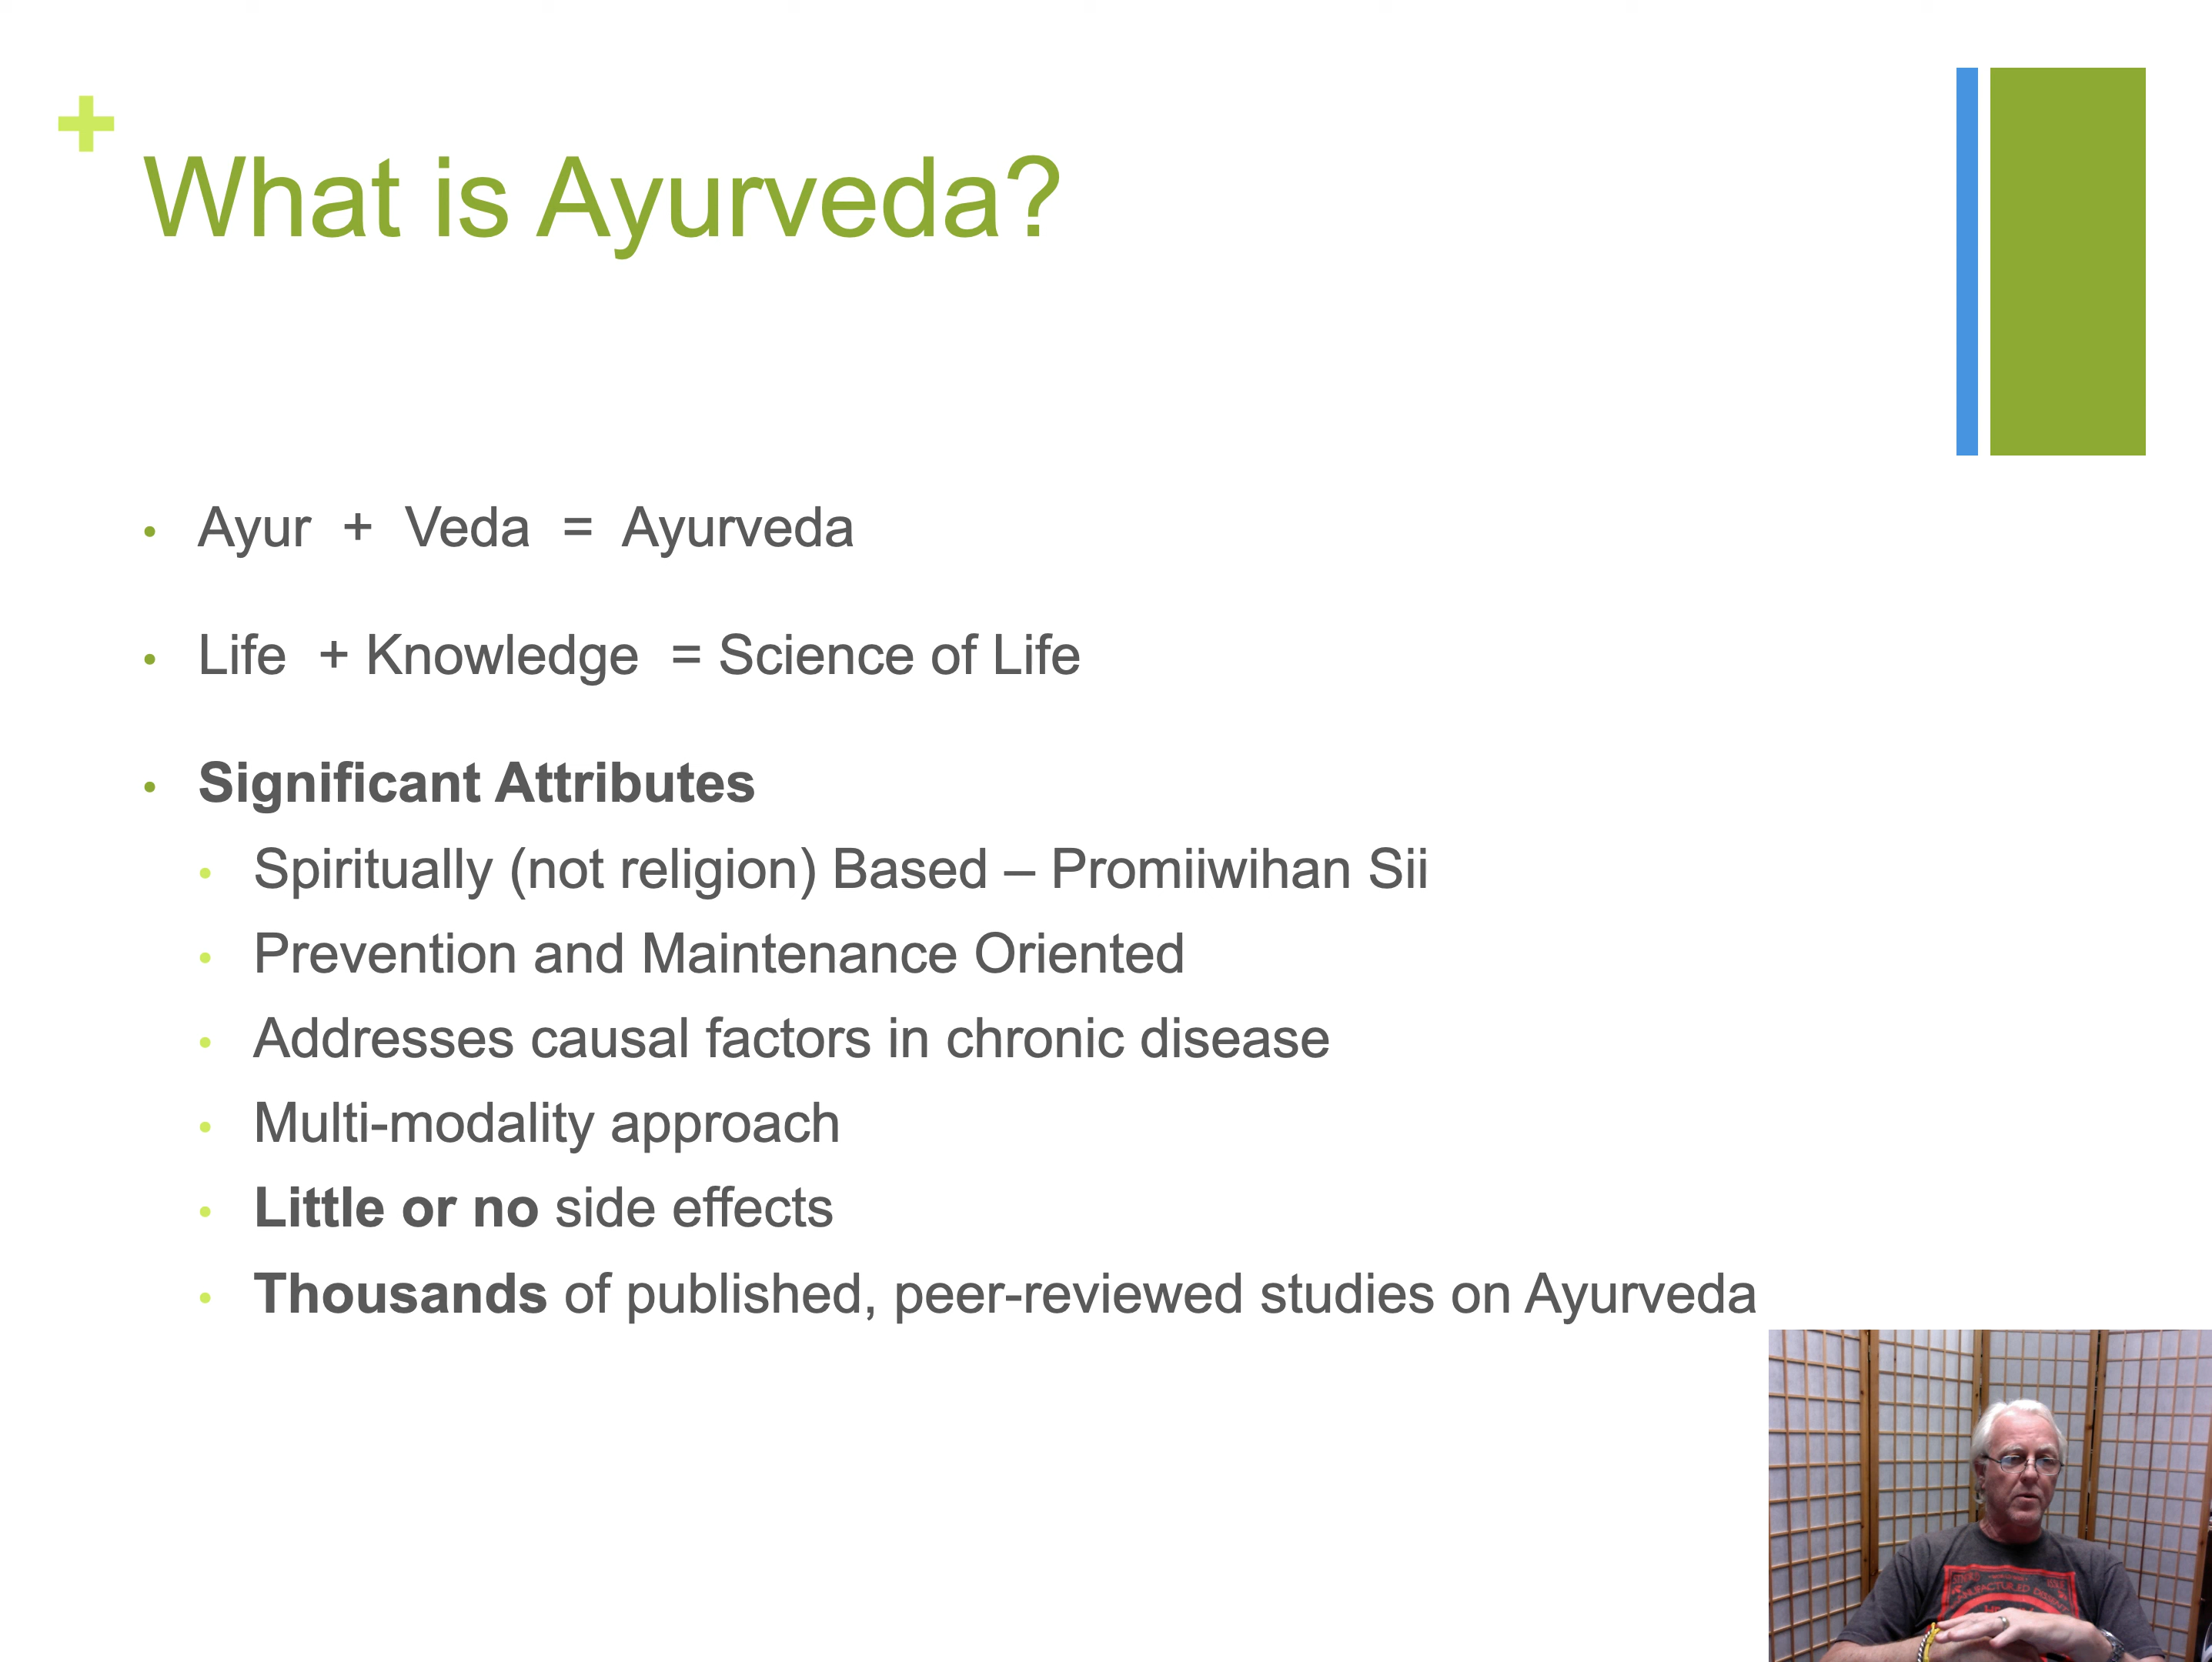 What is Ayurveda?
Ayur + Veda = Ayurveda
Life + Knowledge = Science of Life
Significant Attributes
Spiritually (not religion) Based – Promiiwihan Sii
Prevention and Maintenance Oriented
Addresses causal factors in chronic disease
Multi-modality approach
Little or no side effects
Thousands of published, peer-reviewed studies on Ayurveda